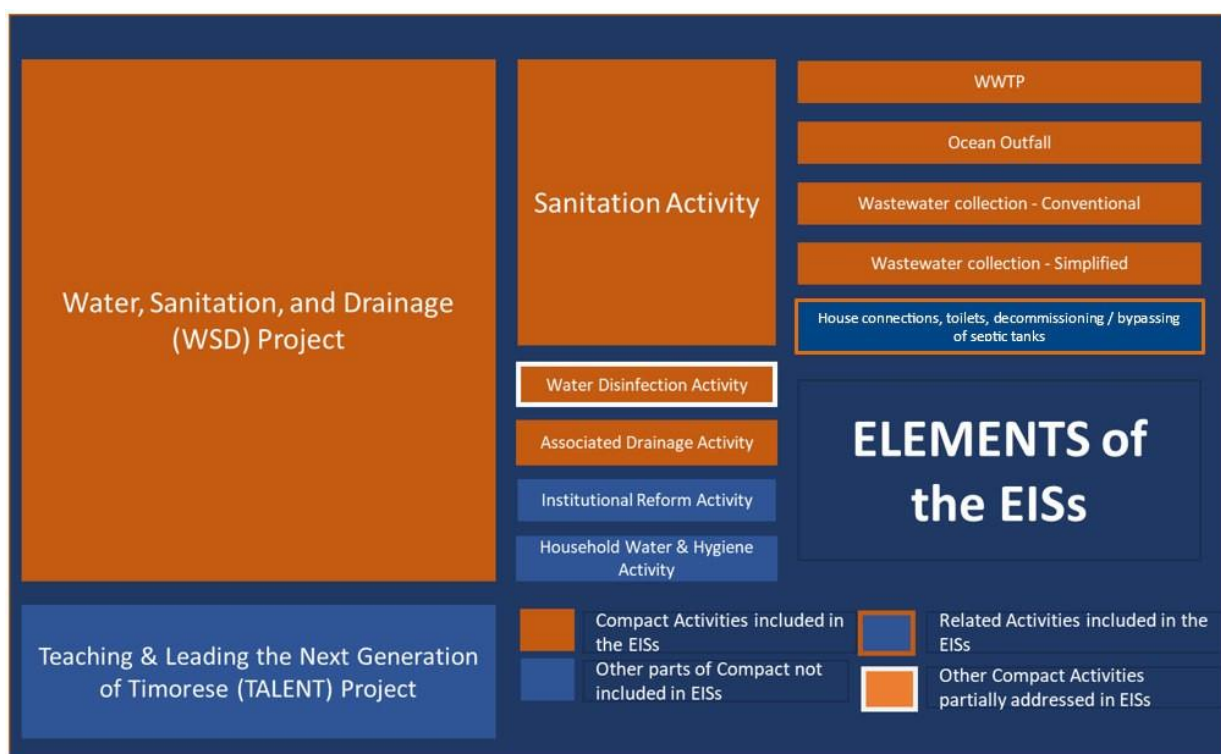 Water, Sanitation, and Drainage
(WSD) Project
Teaching & Leading the Next Generation
of Timorese (TALENT) Project
Sanitation Activity
Water Disinfection Activity
Associated Drainage Activity
Institutional Reform Activity
Household Water & Hygiene
Activity
WWTP
Ocean Outfall
Wastewater collection - Conventional
Wastewater collection - Simplified
House connections, toilets, decommissioning / bypassing
of septic tanks
ELEMENTS of
the EISs
Compact Activities included in
the EISs
Other parts of Compact not
included in EISs
Related Activities included in the
EISs
Other Compact Activities
partially addressed in EISs